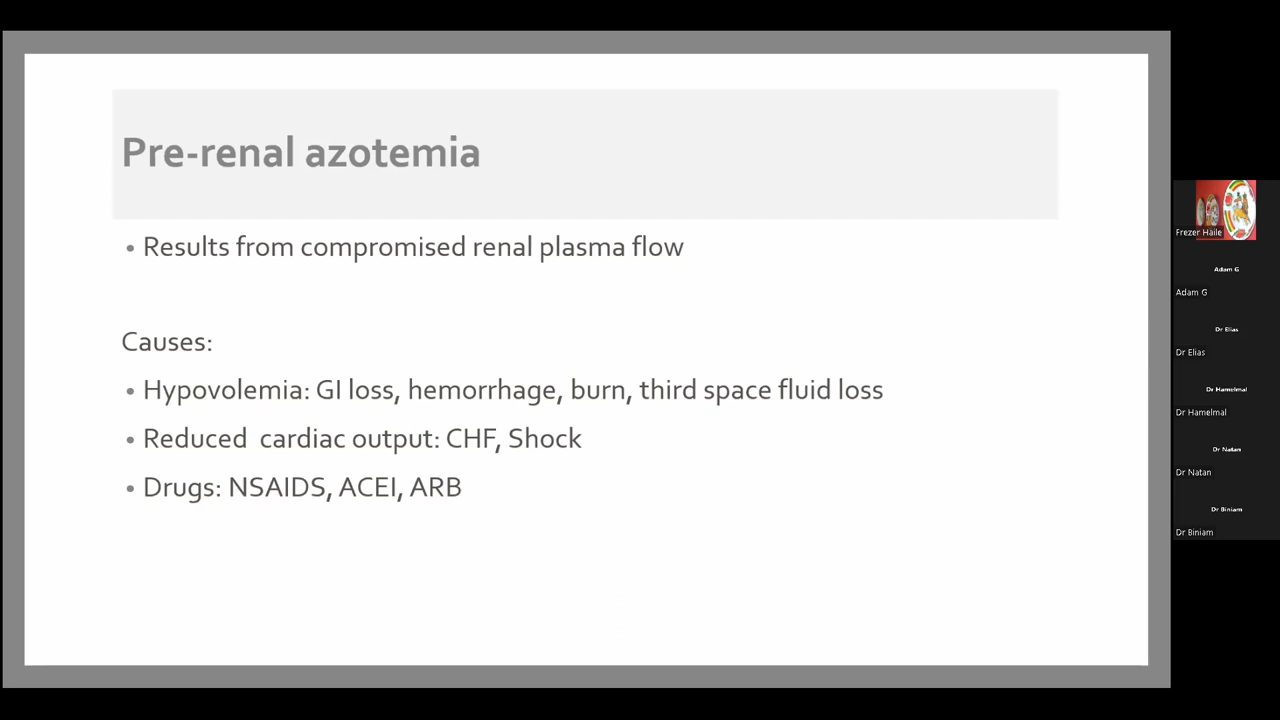 Pre-renal azotemia
• Results from compromised renal plasma flow
Causes:
• Hypovolemia: GI loss, hemorrhage, burn, third space fluid loss
• Reduced  cardiac output: CHF, Shock
• Drugs: NSAIDS, ACEI, ARB
Frezer Haile
Adam G
Adam G
Dr Elias
Dr Elias
Dr Hamelmal
Dr Hamelmal
Dr Natan
Dr Natan
Dr Biniam
Dr Biniam